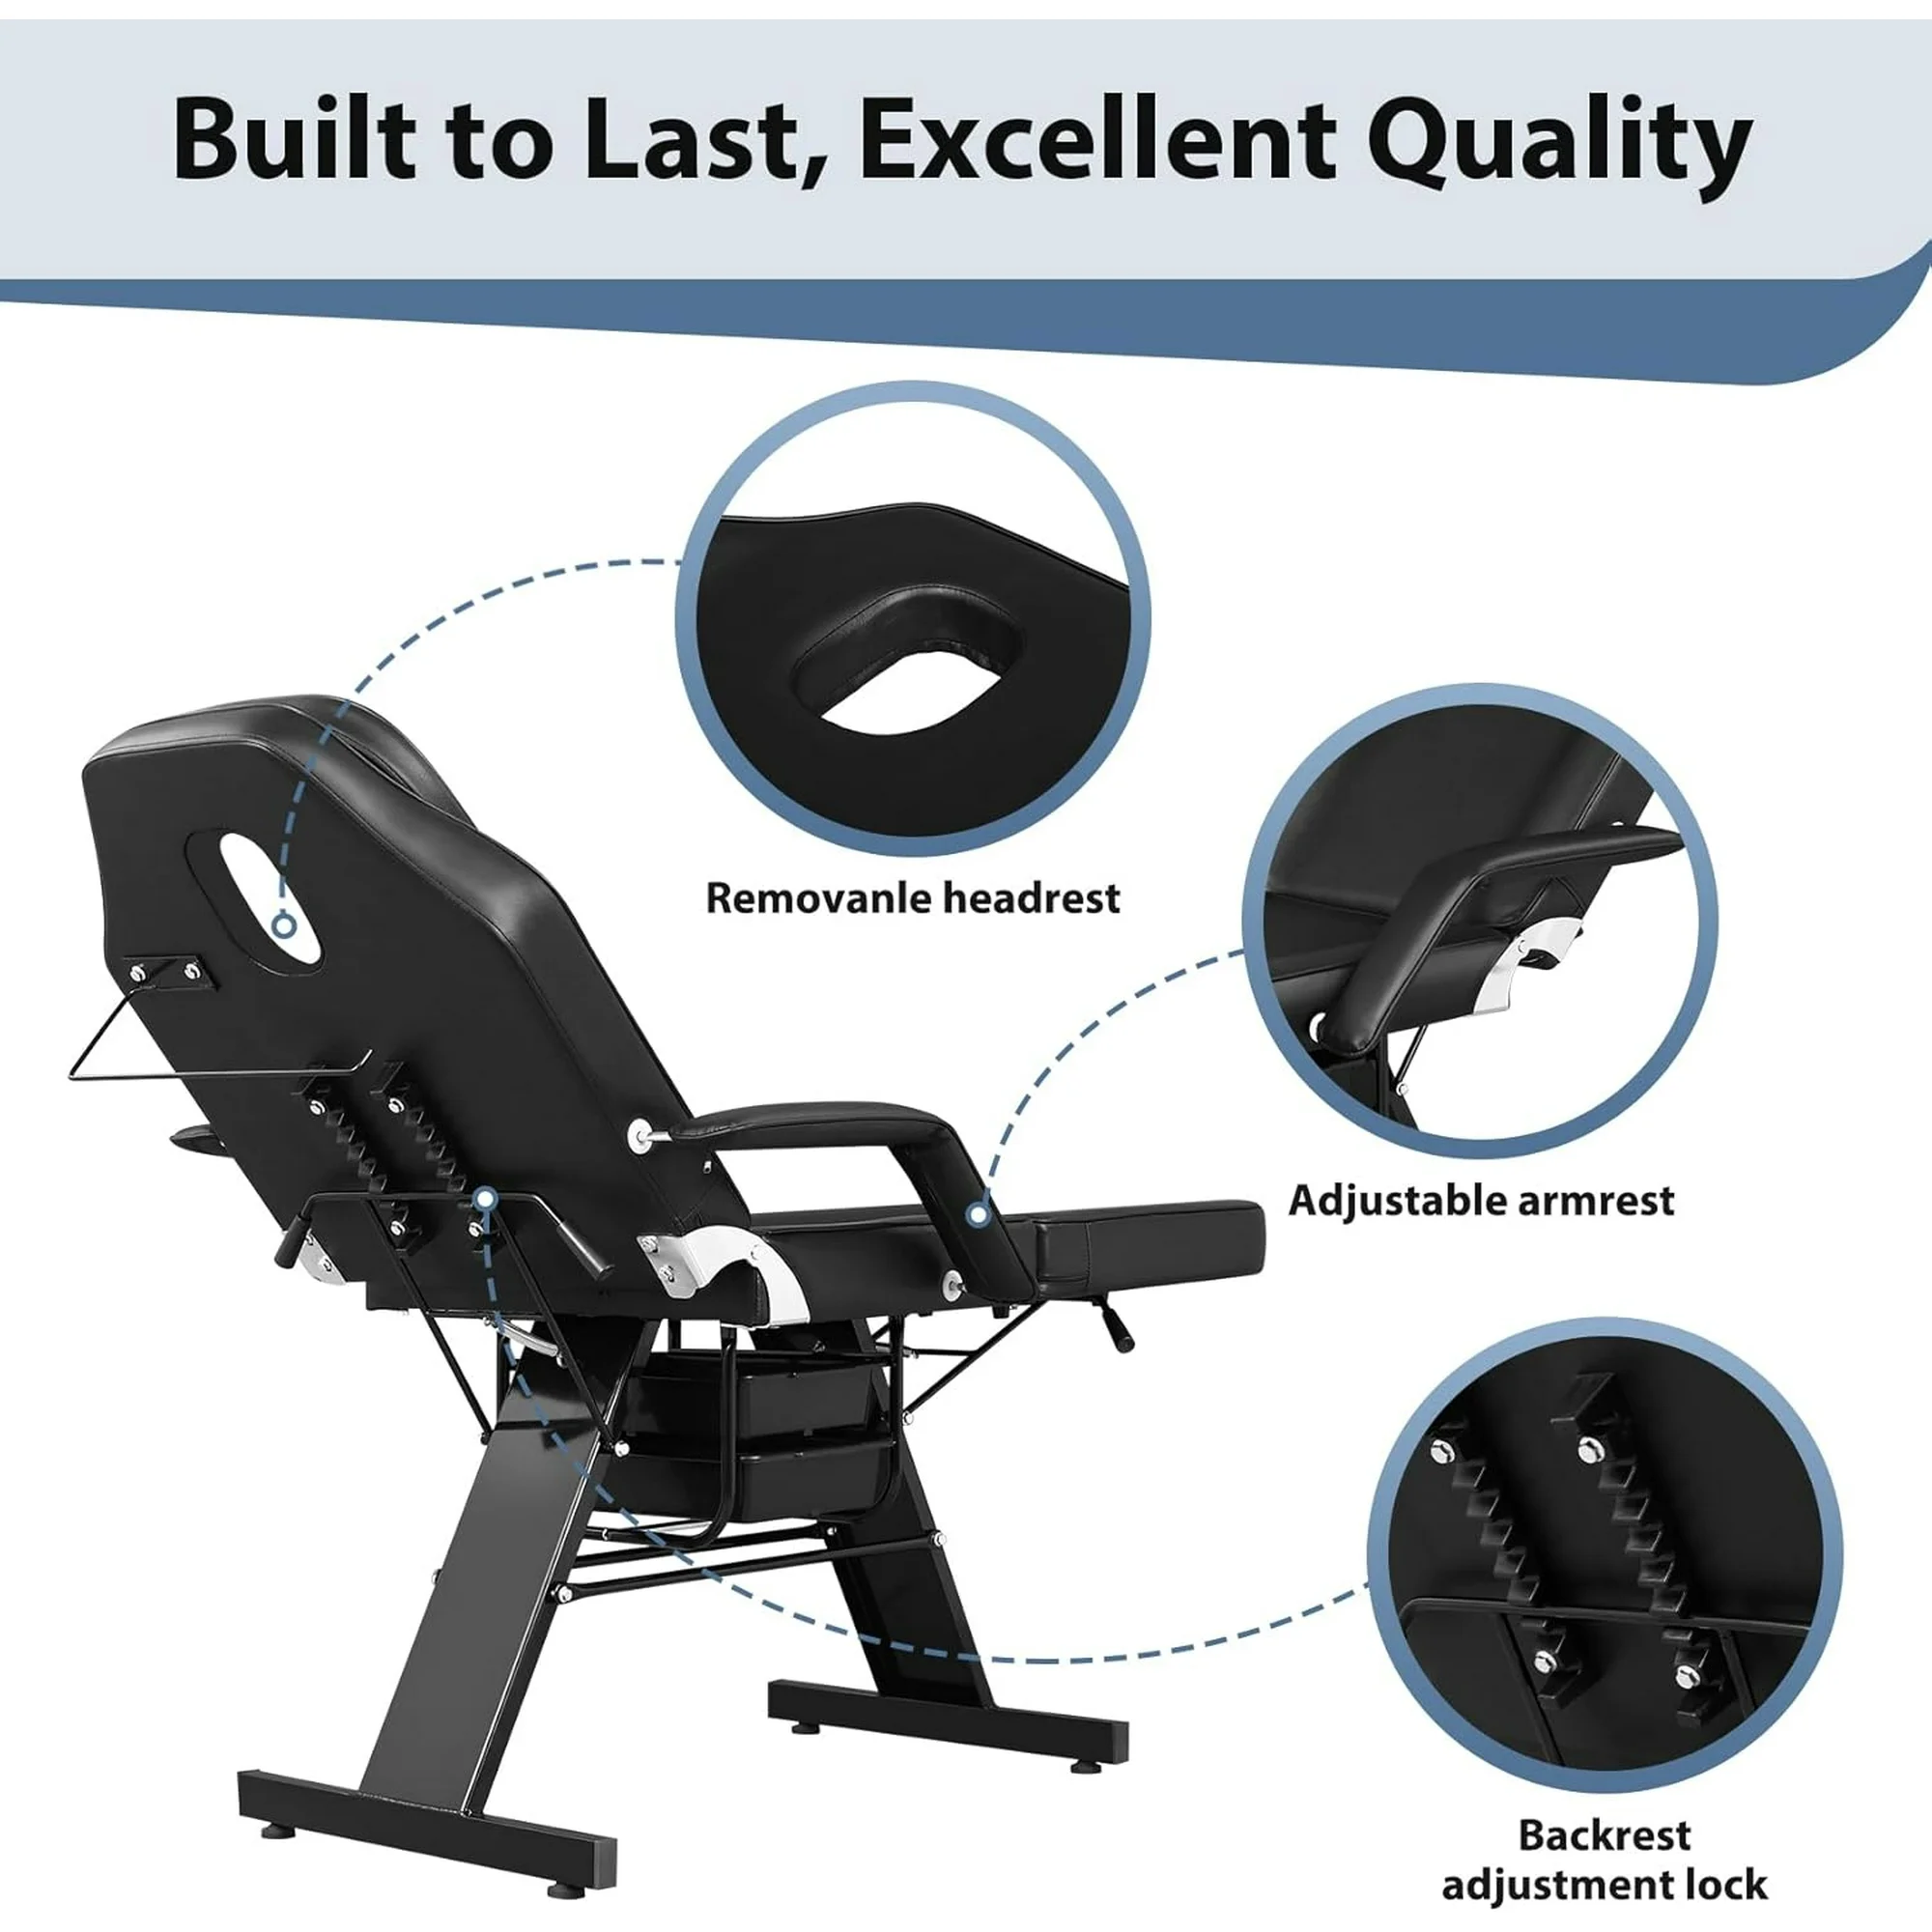 Built to Last, Excellent Quality
Removanle headrest
Adjustable armrest
Backrest
adjustment lock